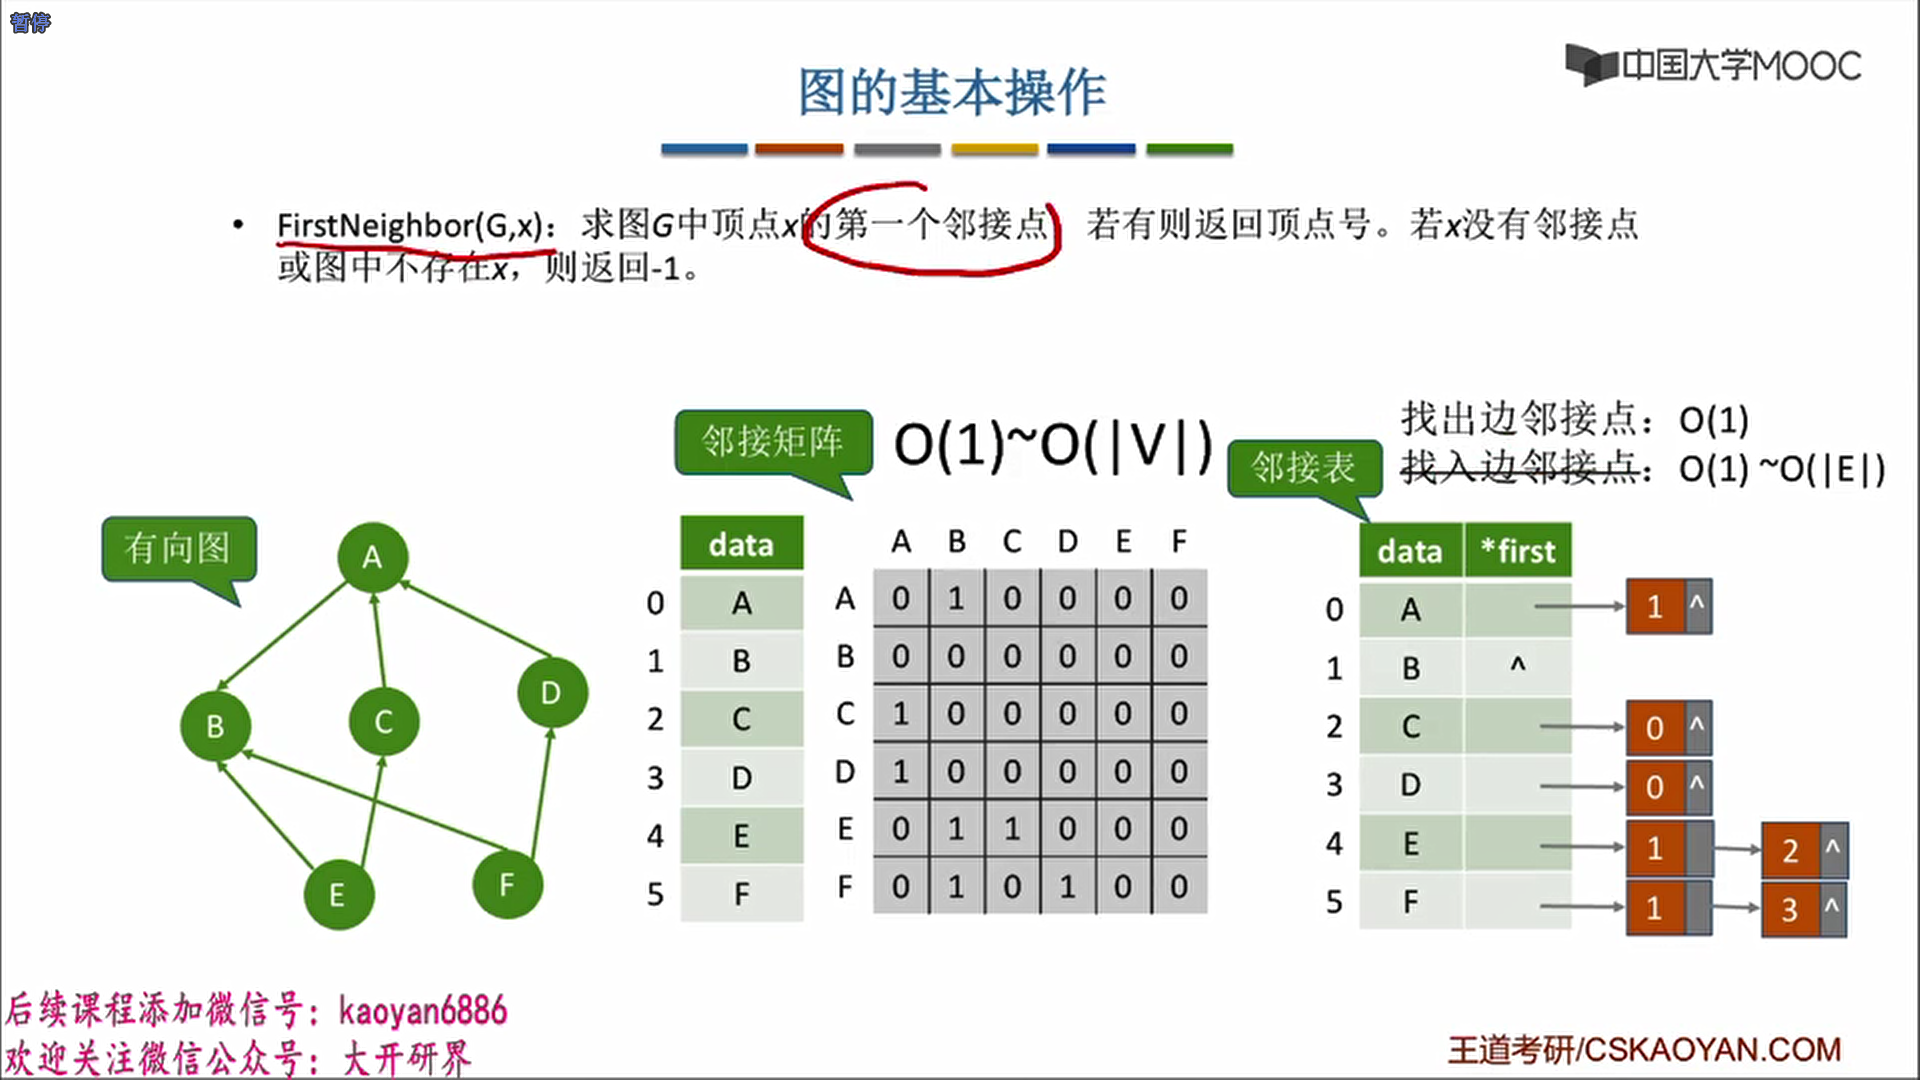 暂停
中国大学MOOC
图的基本操作
• FirstNeighbor(G,x)：求图G中顶点x的第一个邻接点 若有则返回顶点号。若x没有邻接点
或图中不存在x，则返回-1。
邻接矩阵
O(1)~O(|V|)
邻接表
找出边邻接点：O(1)
找入边邻接点：O(1) ~O(|E|)
有向图
A
B
C
D
E
F
data
0 A
1 B
2 C
3 D
4 E
5 F
A B C D E F
A 0 1 0 0 0 0
B 0 0 0 0 0 0
C 1 0 0 0 0 0
D 1 0 0 0 0 0
E 0 1 1 0 0 0
F 0 1 0 1 0 0
data *first
0 A 1 ^
1 B ^
2 C 0 ^
3 D 0 ^
4 E 1 2 ^
5 F 1 3 ^
后续课程添加微信号：kaoyan6886
欢迎关注微信公众号：大开研界
王道考研/CSKAOYAN.COM